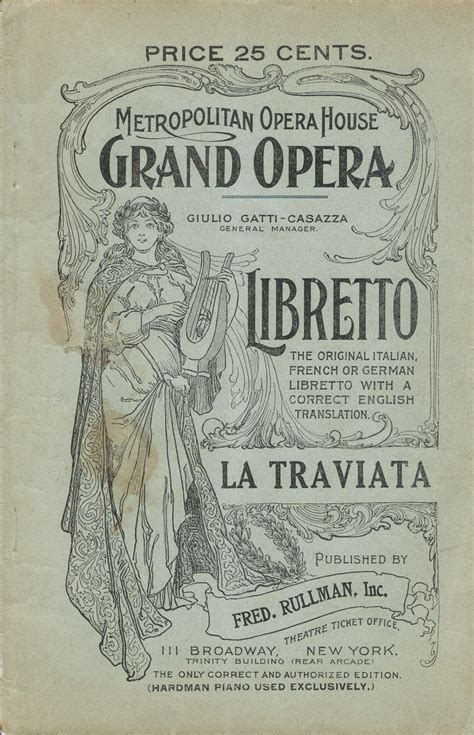 PRICE 25 CENTS.
METROPOLITAN OPERA HOUSE
GRAND OPERA
GIULIO GATTI-CASAZZA
GENERAL MANAGER.
LIBRETTO
THE ORIGINAL ITALIAN,
FRENCH OR GERMAN
LIBRETTO WITH A
CORRECT ENGLISH
TRANSLATION.
LA TRAVIATA
PUBLISHED BY
FRED. RULLMAN, Inc.
THEATRE TICKET OFFICE,
111 BROADWAY, NEW YORK.
TRINITY BUILDING (REAR ARCADE)
THE ONLY CORRECT AND AUTHORIZED EDITION.
(HARDMAN PIANO USED EXCLUSIVELY.)